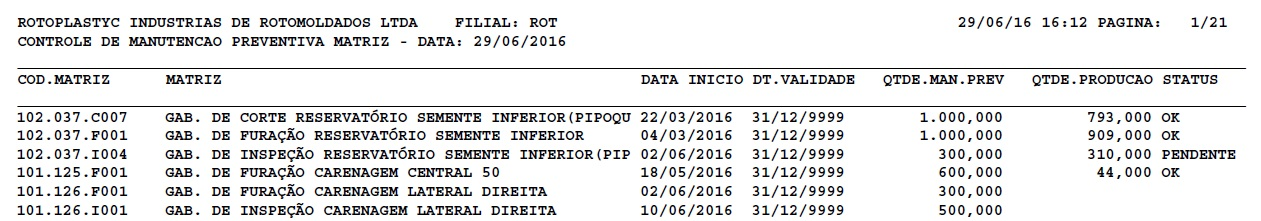 ROTOPLASTYC INDUSTRIAS DE ROTOMOLDADOS LTDA FILIAL: ROT 29/06/16 16:12 PAGINA: 1/21
CONTROLE DE MANUTENCAO PREVENTIVA MATRIZ - DATA: 29/06/2016
COD.MATRIZ MATRIZ DATA INICIO DT.VALIDADE QTDE.MAN.PREV QTDE.PRODUCAO STATUS
102.037.C007 GAB. DE CORTE RESERVATÓRIO SEMENTE INFERIOR(PIPOQU 22/03/2016 31/12/9999 1.000,000 793,000 OK
102.037.F001 GAB. DE FURAÇÃO RESERVATÓRIO SEMENTE INFERIOR 04/03/2016 31/12/9999 1.000,000 909,000 OK
102.037.I004 GAB. DE INSPEÇÃO RESERVATÓRIO SEMENTE INFERIOR(PIP 02/06/2016 31/12/9999 300,000 310,000 PENDENTE
101.125.F001 GAB. DE FURAÇÃO CARENAGEM CENTRAL 50 18/05/2016 31/12/9999 600,000 44,000 OK
101.126.F001 GAB. DE FURAÇÃO CARENAGEM LATERAL DIREITA 02/06/2016 31/12/9999 300,000
101.126.I001 GAB. DE INSPEÇÃO CARENAGEM LATERAL DIREITA 10/06/2016 31/12/9999 500,000